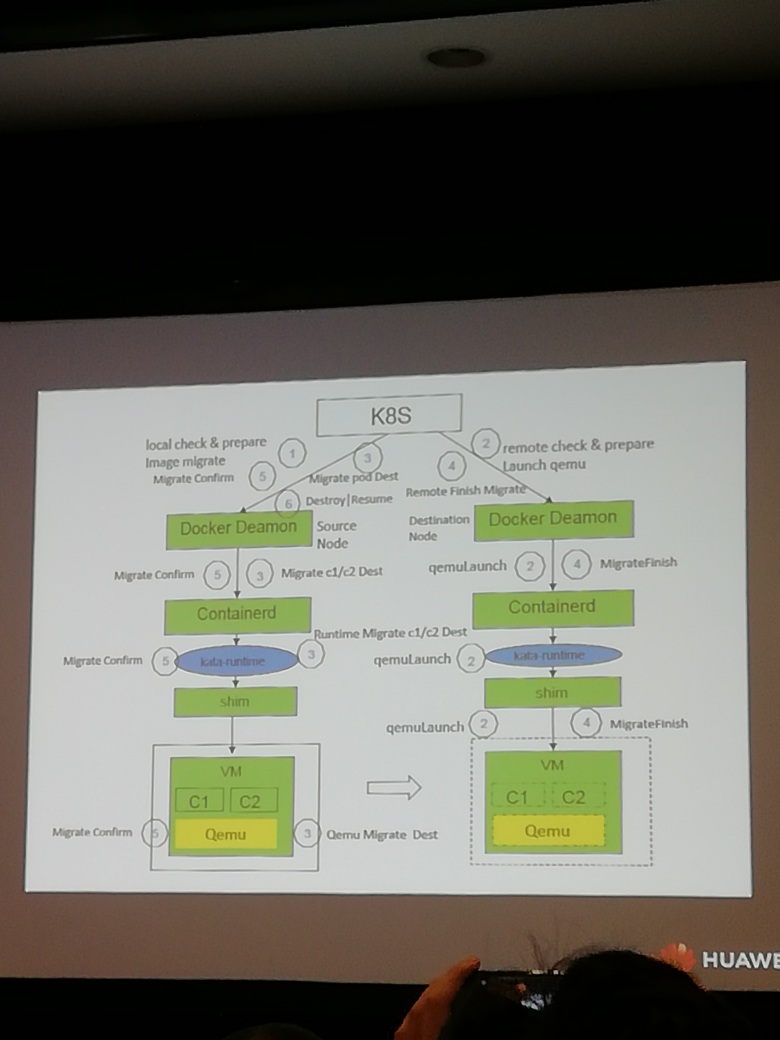 K8S
local check & prepare
Image migrate
1
Migrate Confirm
5
3
Migrate pod Dest
6
Destroy|Resume
2
remote check & prepare
Launch qemu
4
Remote Finish Migrate
Docker Deamon
Source
Node
Destination
Node
Docker Deamon
Migrate Confirm
5
3
Migrate c1/c2 Dest
qemuLaunch
2
4
MigrateFinish
Containerd
Containerd
Runtime Migrate c1/c2 Dest
Migrate Confirm
5
kata-runtime
3
qemuLaunch
2
kata-runtime
shim
shim
qemuLaunch
2
4
MigrateFinish
VM
C1
C2
Qemu
Migrate Confirm
5
3
Qemu Migrate Dest
VM
C1
C2
Qemu
HUAWE